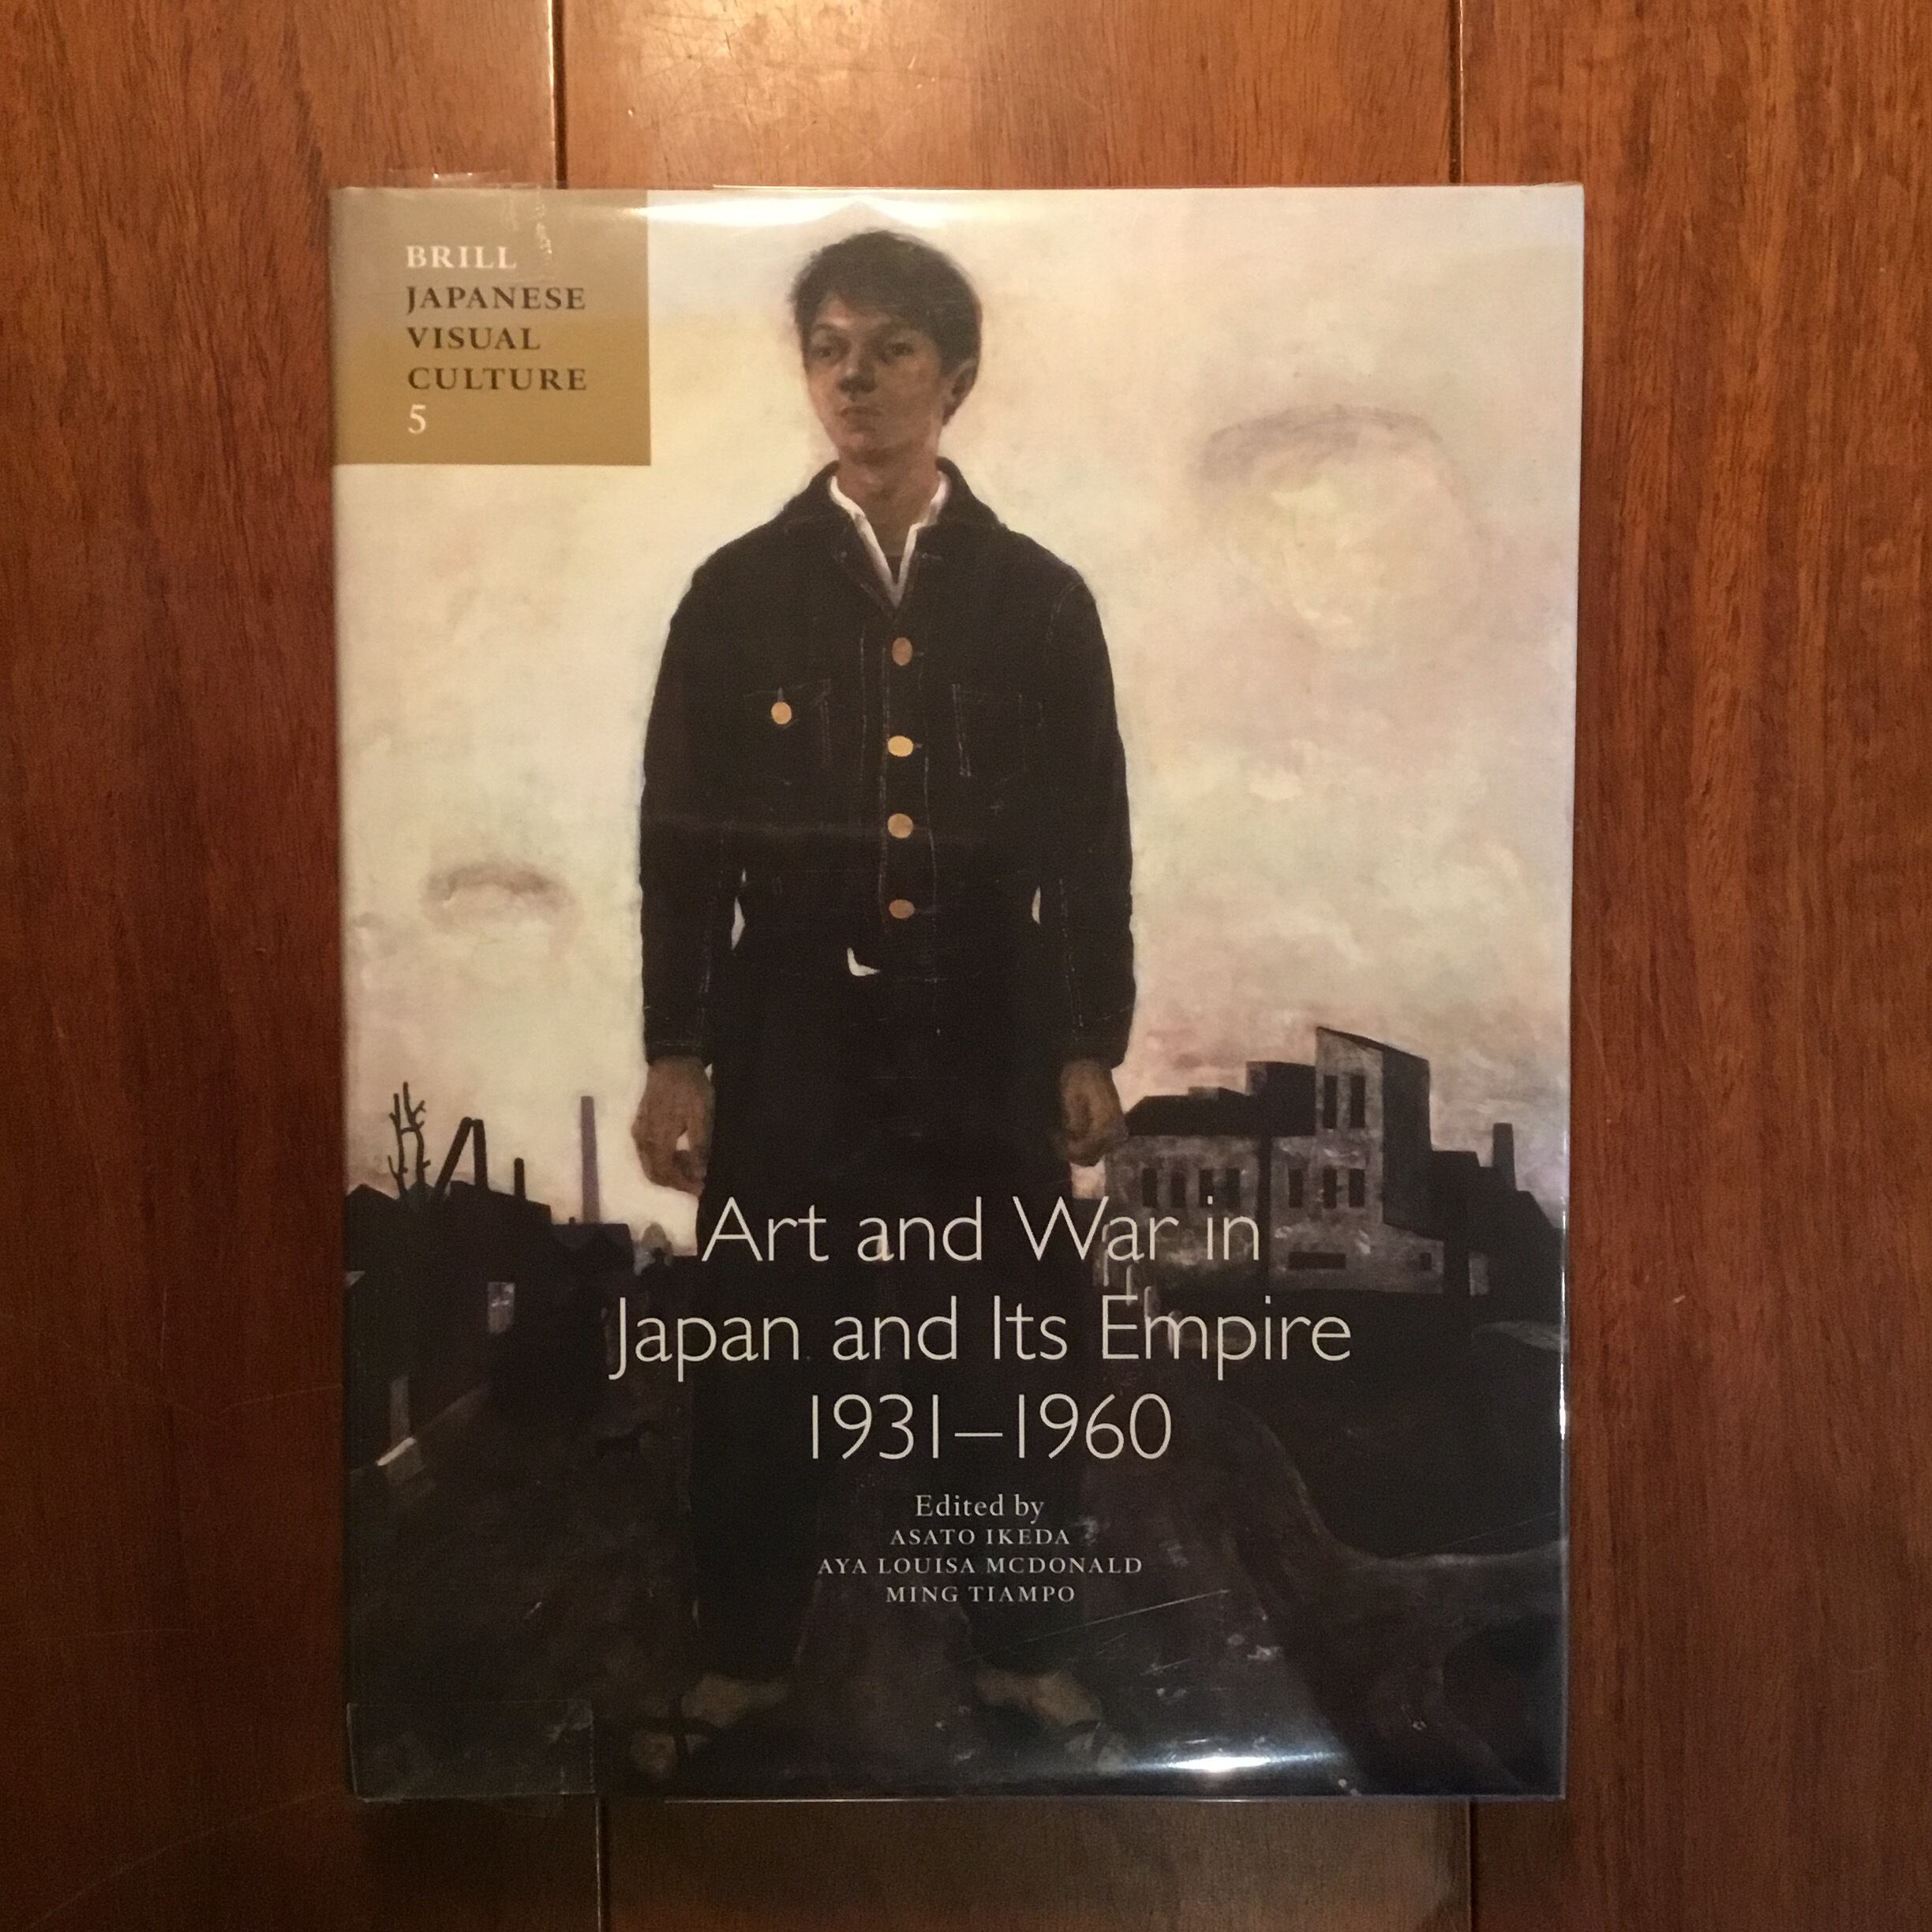 BRILL
JAPANESE
VISUAL
CULTURE
5
Art and War in
Japan and Its Empire
1931–1960
Edited by
ASATO IKEDA
AYA LOUISA MCDONALD
MING TIAMPO